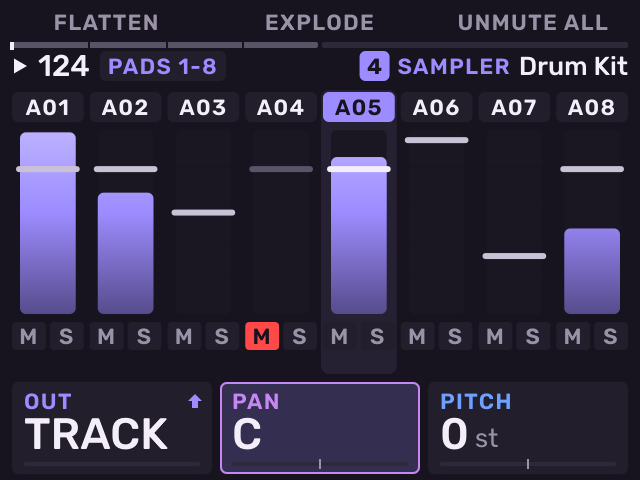 FLATTEN EXPLODE UNMUTE ALL
124 PADS 1-8 4 SAMPLER Drum Kit
A01 A02 A03 A04 A05 A06 A07 A08
M S M S M S M S M S M S M S M S
OUT PAN PITCH
TRACK C 0 st